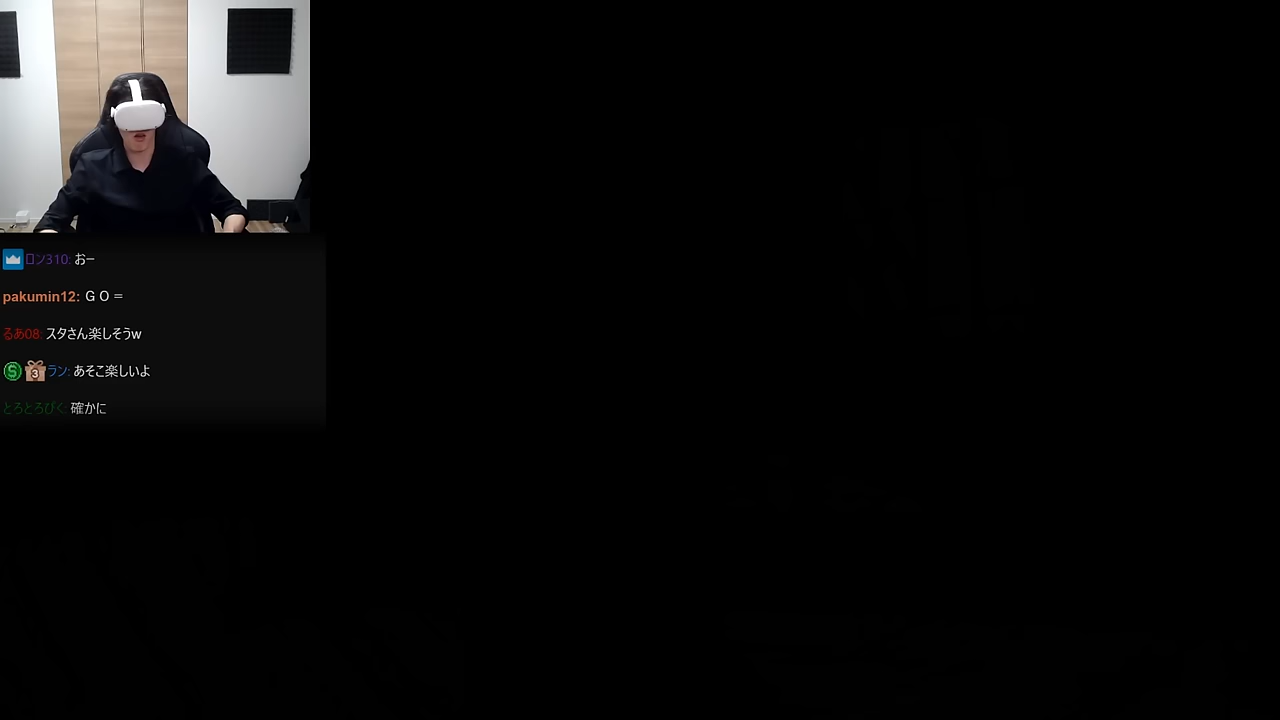 ロン310: おー
pakumin12: ＧＯ＝
るあ08: スタさん楽しそうw
3 ラン: あそこ楽しいよ
とろとろぴく: 確かに